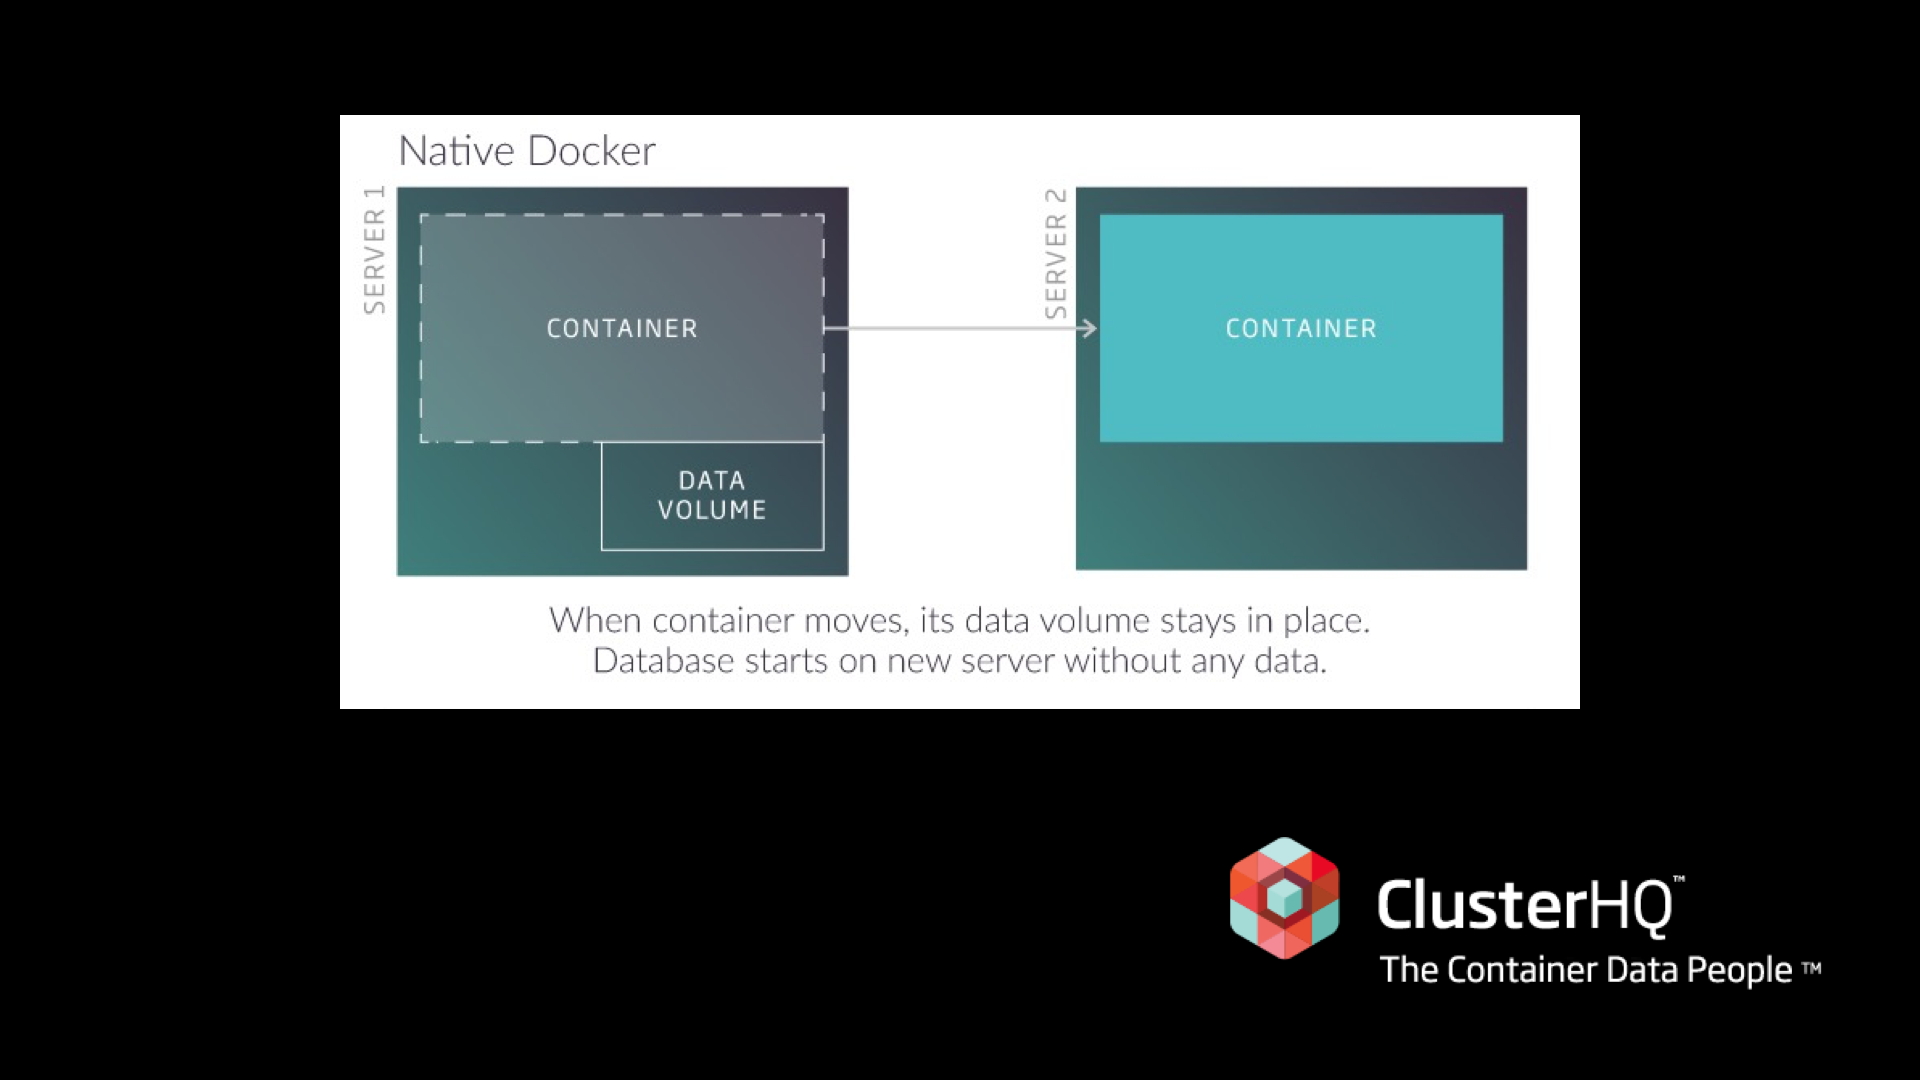 Native Docker
SERVER 1
CONTAINER
DATA
VOLUME
SERVER 2
CONTAINER
When container moves, its data volume stays in place.
Database starts on new server without any data.
ClusterHQ™
The Container Data People ™